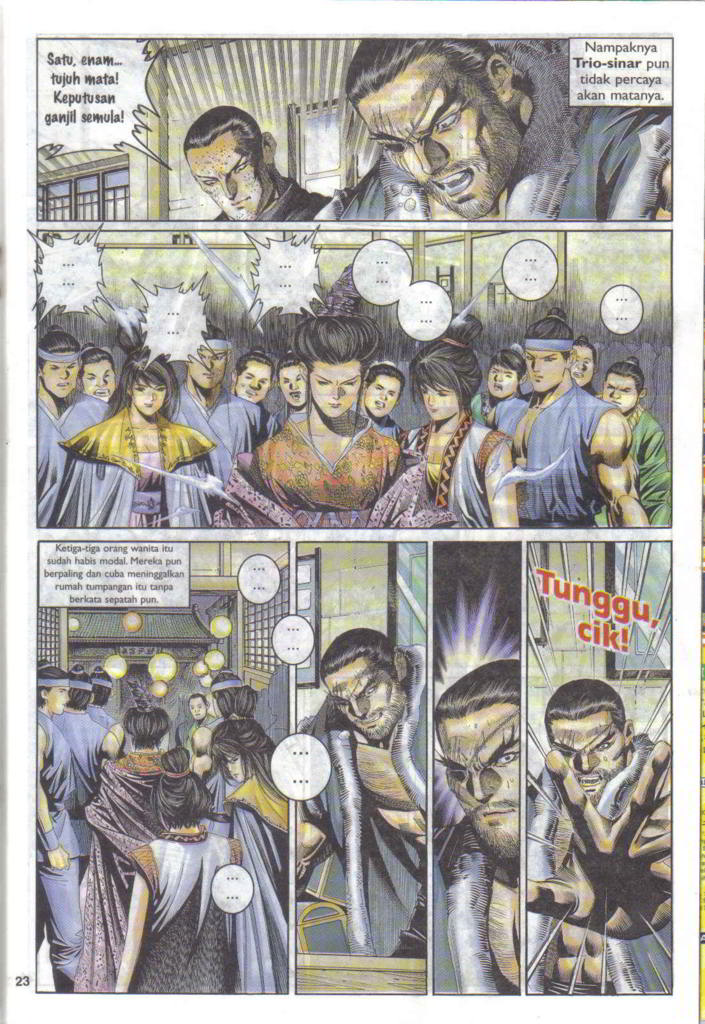 Satu, enam...
tujuh mata!
Keputusan
ganjil semula!
Nampaknya
Trio-sinar pun
tidak percaya
akan matanya.
...
...
...
...
...
...
...
...
...
...
...
...
...
...
Ketiga-tiga orang wanita itu
sudah habis modal. Mereka pun
berpaling dan cuba meninggalkan
rumah tumpangan itu tanpa
berkata sepatah pun.
...
...
...
...
...
...
...
...
Tunggu,
cik!
23